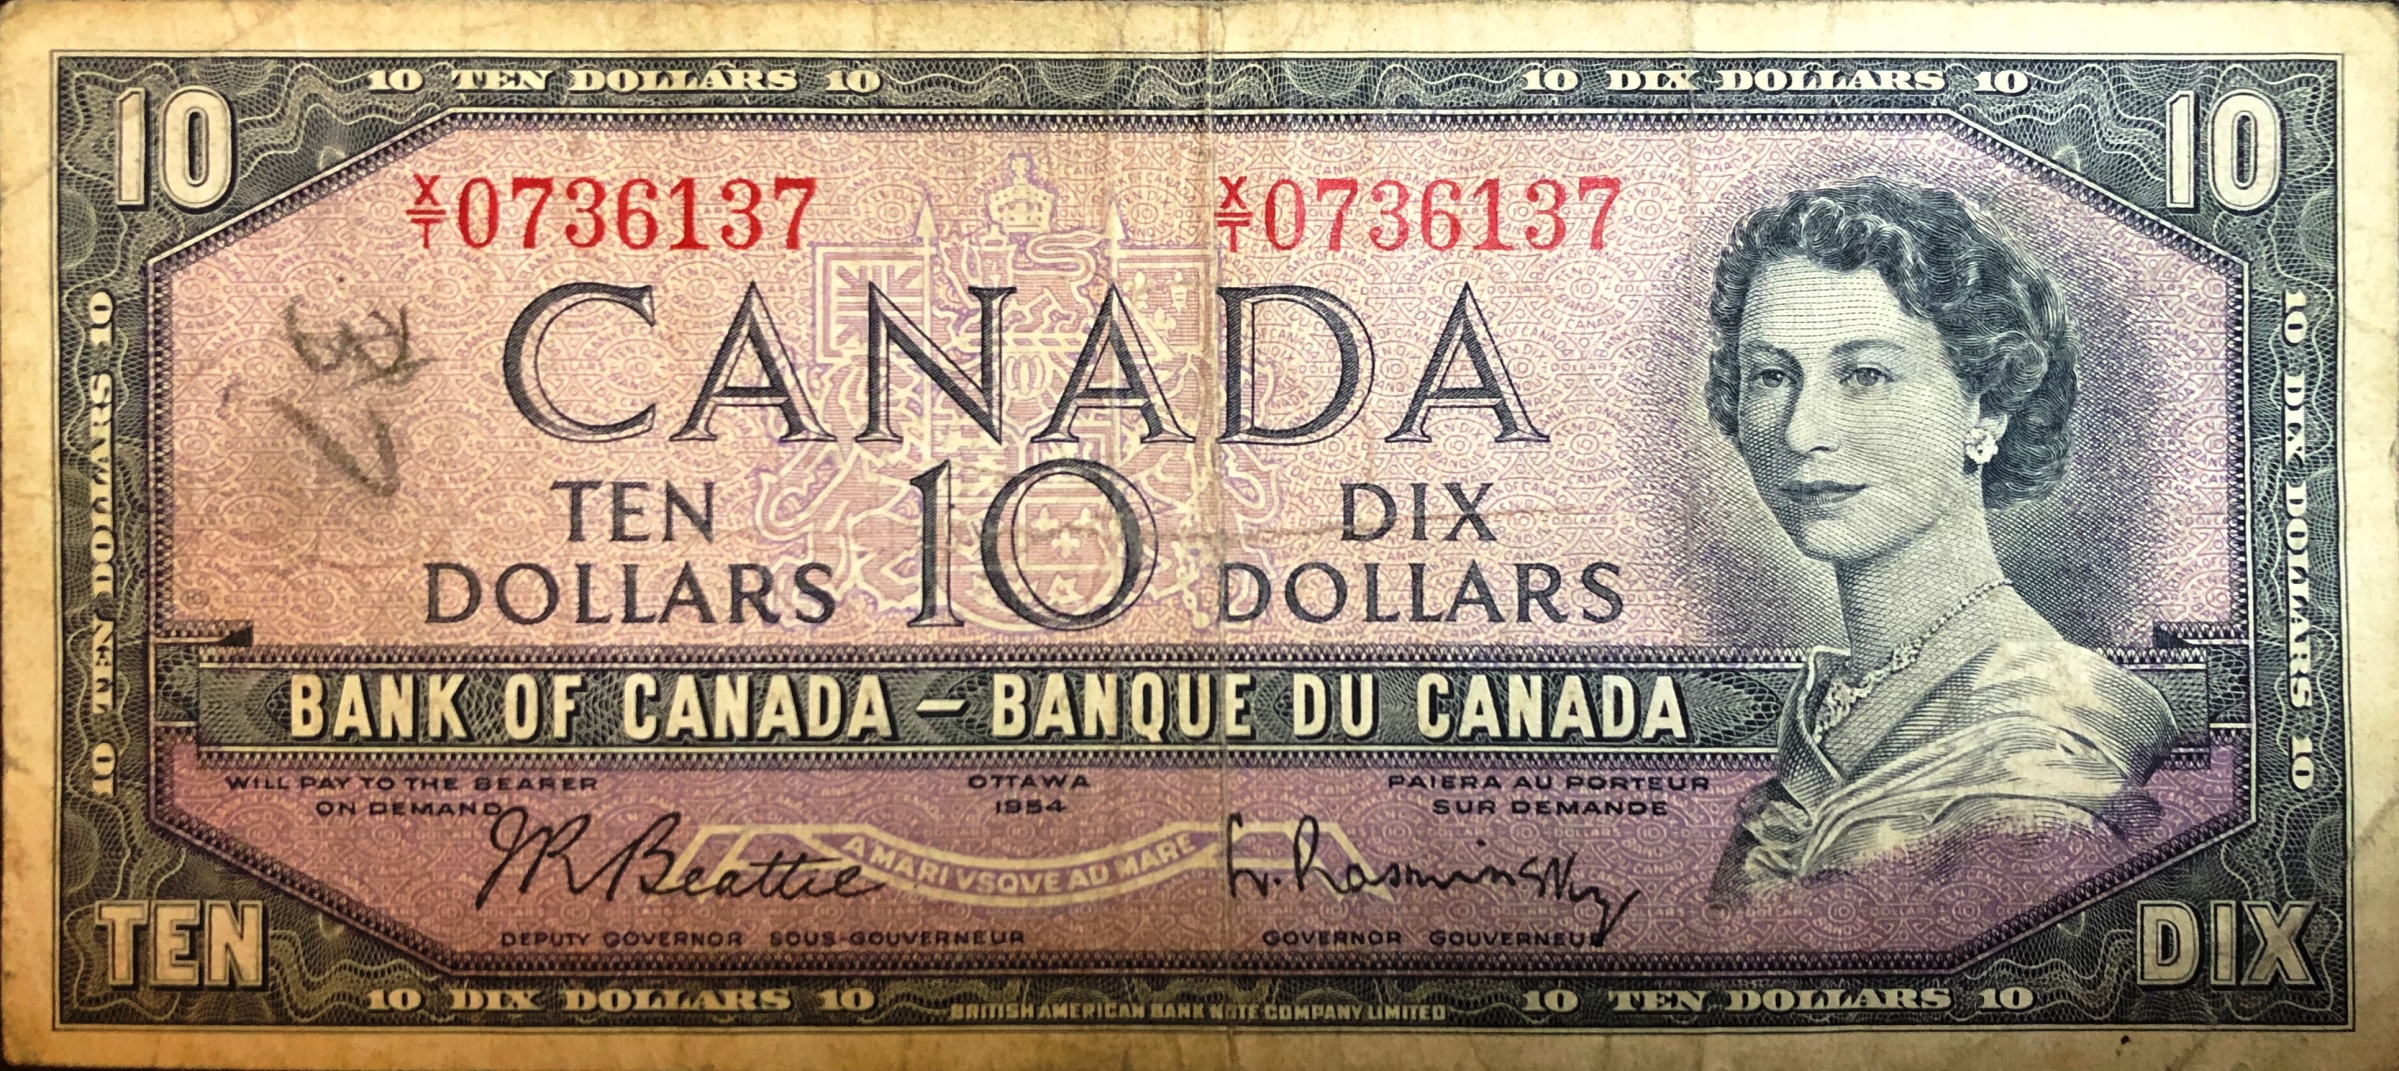 10 TEN DOLLARS 10
10 DIX DOLLARS 10
10
10
X/T 0736137
X/T 0736137
CANADA
TEN
DOLLARS
10
DIX
DOLLARS
10 TEN DOLLARS 10
10 DIX DOLLARS 10
BANK OF CANADA – BANQUE DU CANADA
WILL PAY TO THE BEARER
ON DEMAND
OTTAWA
1954
PAIERA AU PORTEUR
SUR DEMANDE
J R Beattie
A MARI VSQVE AD MARE
L. Rasminsky
DEPUTY GOVERNOR SOUS-GOUVERNEUR
GOVERNOR GOUVERNEUR
TEN
DIX
10 DIX DOLLARS 10
BRITISH AMERICAN BANK NOTE COMPANY LIMITED
10 TEN DOLLARS 10